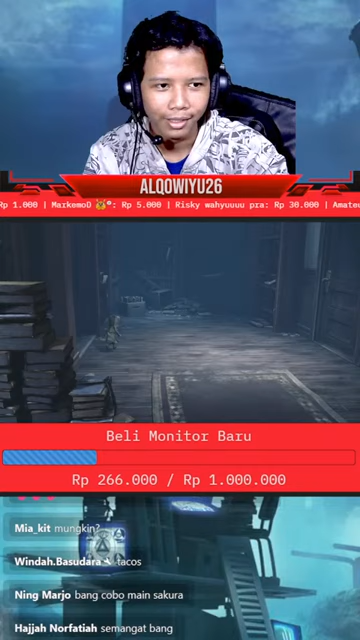 ALQOWIYU26
Rp 1.000 | MarkemoD 🐻: Rp 5.000 | Risky wahyuuuu pra: Rp 30.000 | Amateu
Beli Monitor Baru
Rp 266.000 / Rp 1.000.000
Mia_kit mungkin?
Windah.Basudara tacos
Ning Marjo bang cobo main sakura
Hajjah Norfatiah semangat bang